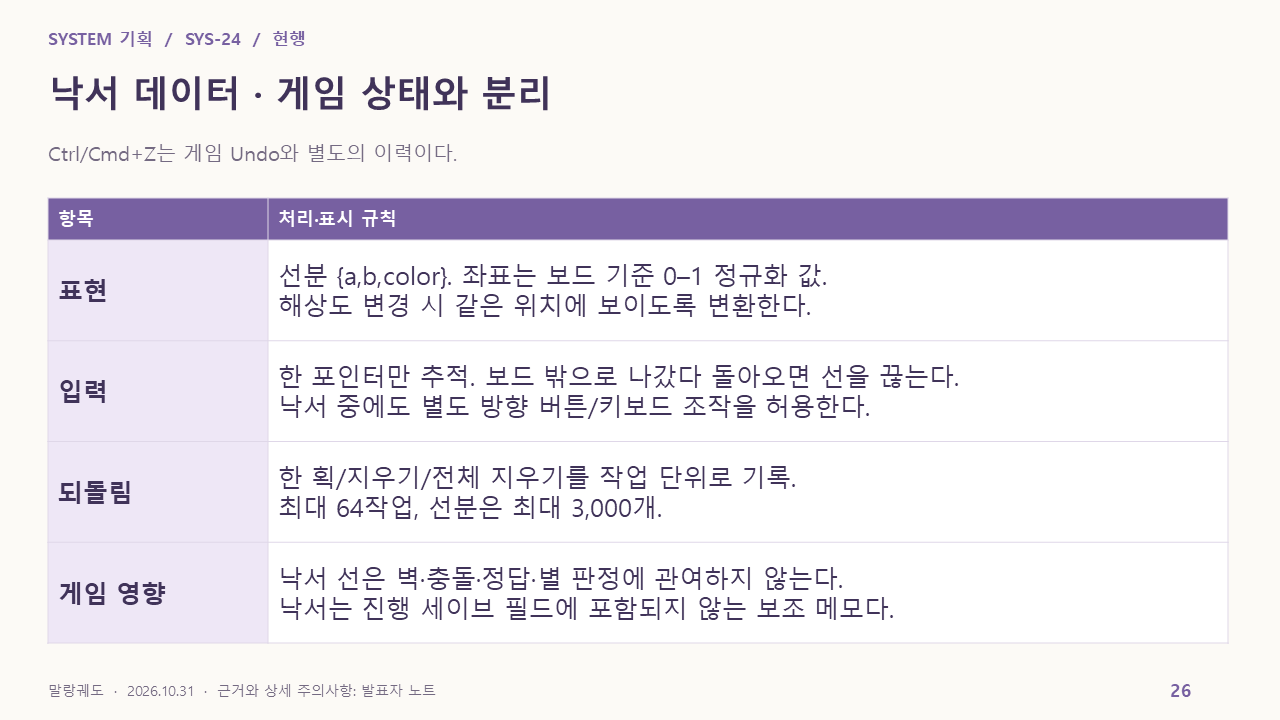 SYSTEM 기획 / SYS-24 / 현행
낙서 데이터 · 게임 상태와 분리
Ctrl/Cmd+Z는 게임 Undo와 별도의 이력이다.
항목
처리·표시 규칙
표현
선분 {a,b,color}. 좌표는 보드 기준 0–1 정규화 값.
해상도 변경 시 같은 위치에 보이도록 변환한다.
입력
한 포인터만 추적. 보드 밖으로 나갔다 돌아오면 선을 끊는다.
낙서 중에도 별도 방향 버튼/키보드 조작을 허용한다.
되돌림
한 획/지우기/전체 지우기를 작업 단위로 기록.
최대 64작업, 선분은 최대 3,000개.
게임 영향
낙서 선은 벽·충돌·정답·별 판정에 관여하지 않는다.
낙서는 진행 세이브 필드에 포함되지 않는 보조 메모다.
말랑궤도 · 2026.10.31 · 근거와 상세 주의사항: 발표자 노트
26